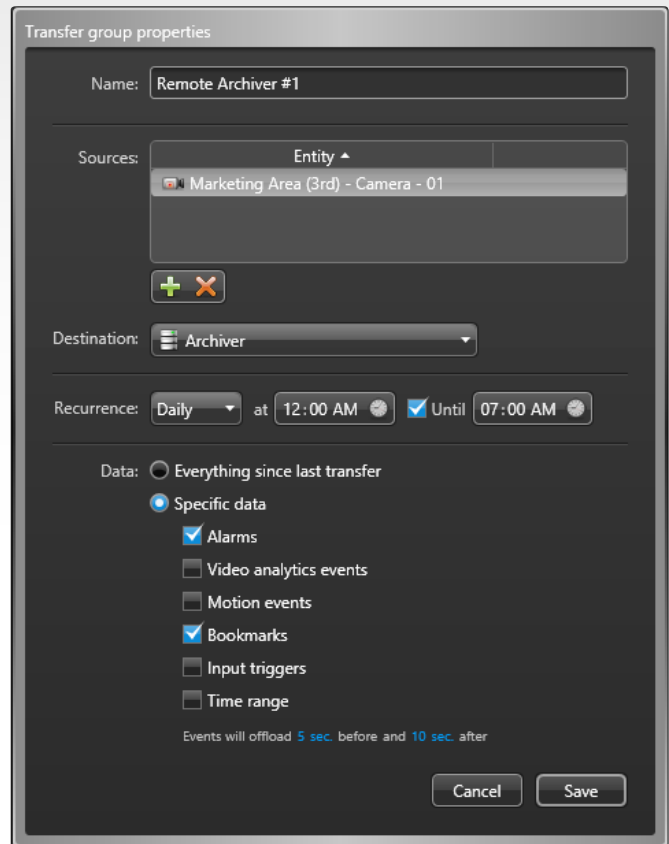 Transfer group properties
Name: Remote Archiver #1
Sources: Entity
Marketing Area (3rd) - Camera - 01
Destination: Archiver
Recurrence: Daily at 12:00 AM Until 07:00 AM
Data: Everything since last transfer
Specific data
Alarms
Video analytics events
Motion events
Bookmarks
Input triggers
Time range
Events will offload 5 sec. before and 10 sec. after
Cancel Save